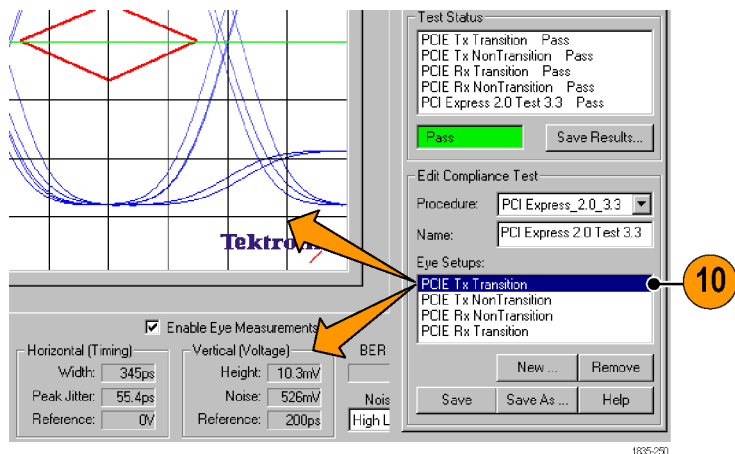 Test Status
PCIE Tx Transition Pass
PCIE Tx NonTransition Pass
PCIE Rx Transition Pass
PCIE Rx NonTransition Pass
PCI Express 2.0 Test 3.3 Pass
Pass
Save Results...
Edit Compliance Test
Procedure: PCI Express_2.0_3.3
Name: PCI Express 2.0 Test 3.3
Eye Setups:
PCIE Tx Transition
PCIE Tx NonTransition
PCIE Rx NonTransition
PCIE Rx Transition
10
New ... Remove
Save Save As ... Help
Enable Eye Measurements
Horizontal (Timing)
Width: 345ps
Peak Jitter: 55.4ps
Reference: 0V
Vertical (Voltage)
Height: 10.3mV
Noise: 526mV
Reference: 200ps
BER
1835-250